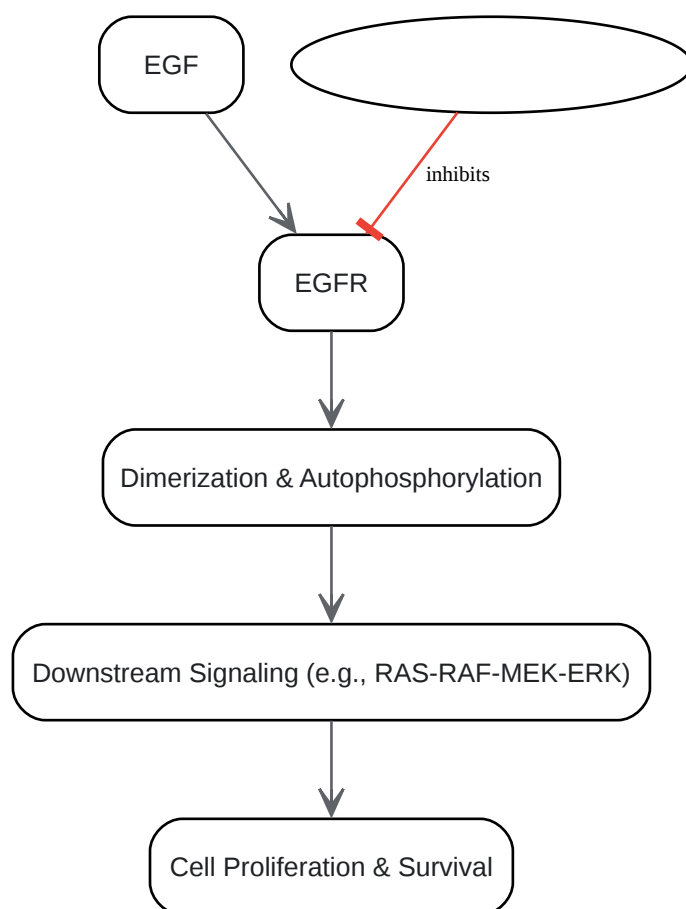 EGF
inhibits
EGFR
Dimerization & Autophosphorylation
Downstream Signaling (e.g., RAS-RAF-MEK-ERK)
Cell Proliferation & Survival